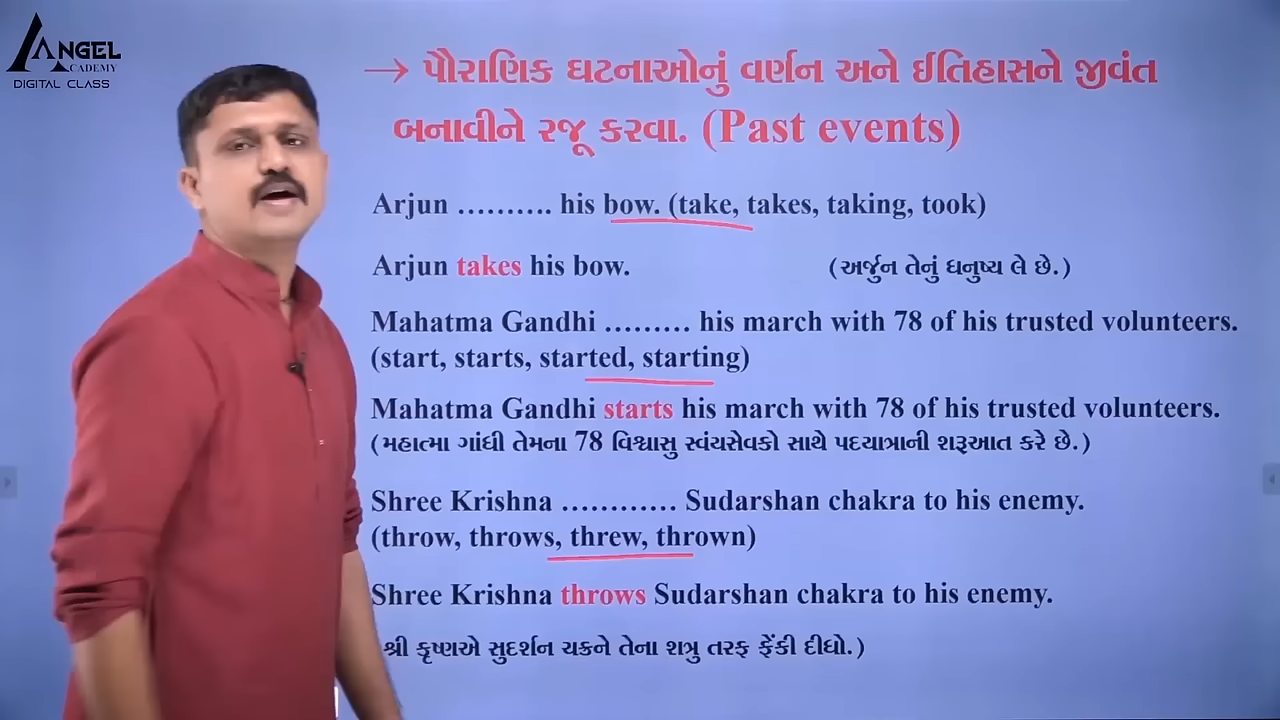 ANGEL
ACADEMY
DIGITAL CLASS
→ પૌરાણિક ઘટનાઓનું વર્ણન અને ઈતિહાસને જીવંત
બનાવીને રજૂ કરવા. (Past events)
Arjun .......... his bow. (take, takes, taking, took)
Arjun takes his bow. (અર્જુન તેનું ધનુષ્ય લે છે.)
Mahatma Gandhi ......... his march with 78 of his trusted volunteers.
(start, starts, started, starting)
Mahatma Gandhi starts his march with 78 of his trusted volunteers.
(મહાત્મા ગાંધી તેમના 78 વિશ્વાસુ સ્વંયસેવકો સાથે પદયાત્રાની શરૂઆત કરે છે.)
Shree Krishna ............ Sudarshan chakra to his enemy.
(throw, throws, threw, thrown)
Shree Krishna throws Sudarshan chakra to his enemy.
શ્રી કૃષ્ણએ સુદર્શન ચક્રને તેના શત્રુ તરફ ફેંકી દીધો.)